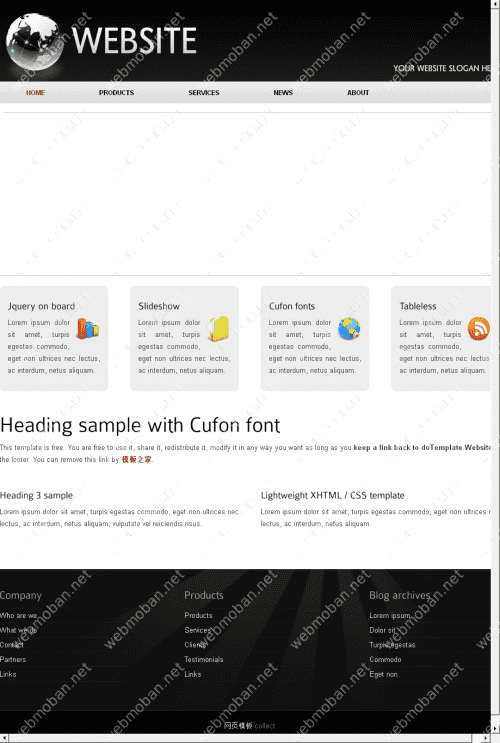 WEBSITE
YOUR WEBSITE SLOGAN HE
HOME PRODUCTS SERVICES NEWS ABOUT
Jquery on board
Lorem ipsum dolor
sit amet, turpis
egestas commodo,
eget non ultrices nec lectus,
ac interdum, netus aliquam.
Slideshow
Lorem ipsum dolor
sit amet, turpis
egestas commodo,
eget non ultrices nec lectus,
ac interdum, netus aliquam.
Cufon fonts
Lorem ipsum dolor
sit amet, turpis
egestas commodo,
eget non ultrices nec lectus,
ac interdum, netus aliquam.
Tableless
Lorem ipsum dolor
sit amet, turpis
egestas commodo,
eget non ultrices nec lectus,
ac interdum, netus aliquam.
Heading sample with Cufon font
This template is free. You are free to use it, share it, redistribute it, modify it in any way you want as long as you keep a link back to doTemplate Website
the footer. You can remove this link by 模板之家.
Heading 3 sample
Lorem ipsum dolor sit amet, turpis egestas commodo, eget non ultrices nec
lectus, ac interdum, netus aliquam, vulputate vel reiciendis risus.
Lightweight XHTML / CSS template
Lorem ipsum dolor sit amet, turpis egestas commodo, eget non ultrices nec
lectus, ac interdum, netus aliquam.
Company
Who are we
What we do
Contact
Partners
Links
Products
Products
Services
Clients
Testimonials
Links
Blog archives
Lorem ipsum
Dolor sit
Turpis egestas
Commodo
Eget non
网页模板 collect
webmoban.net